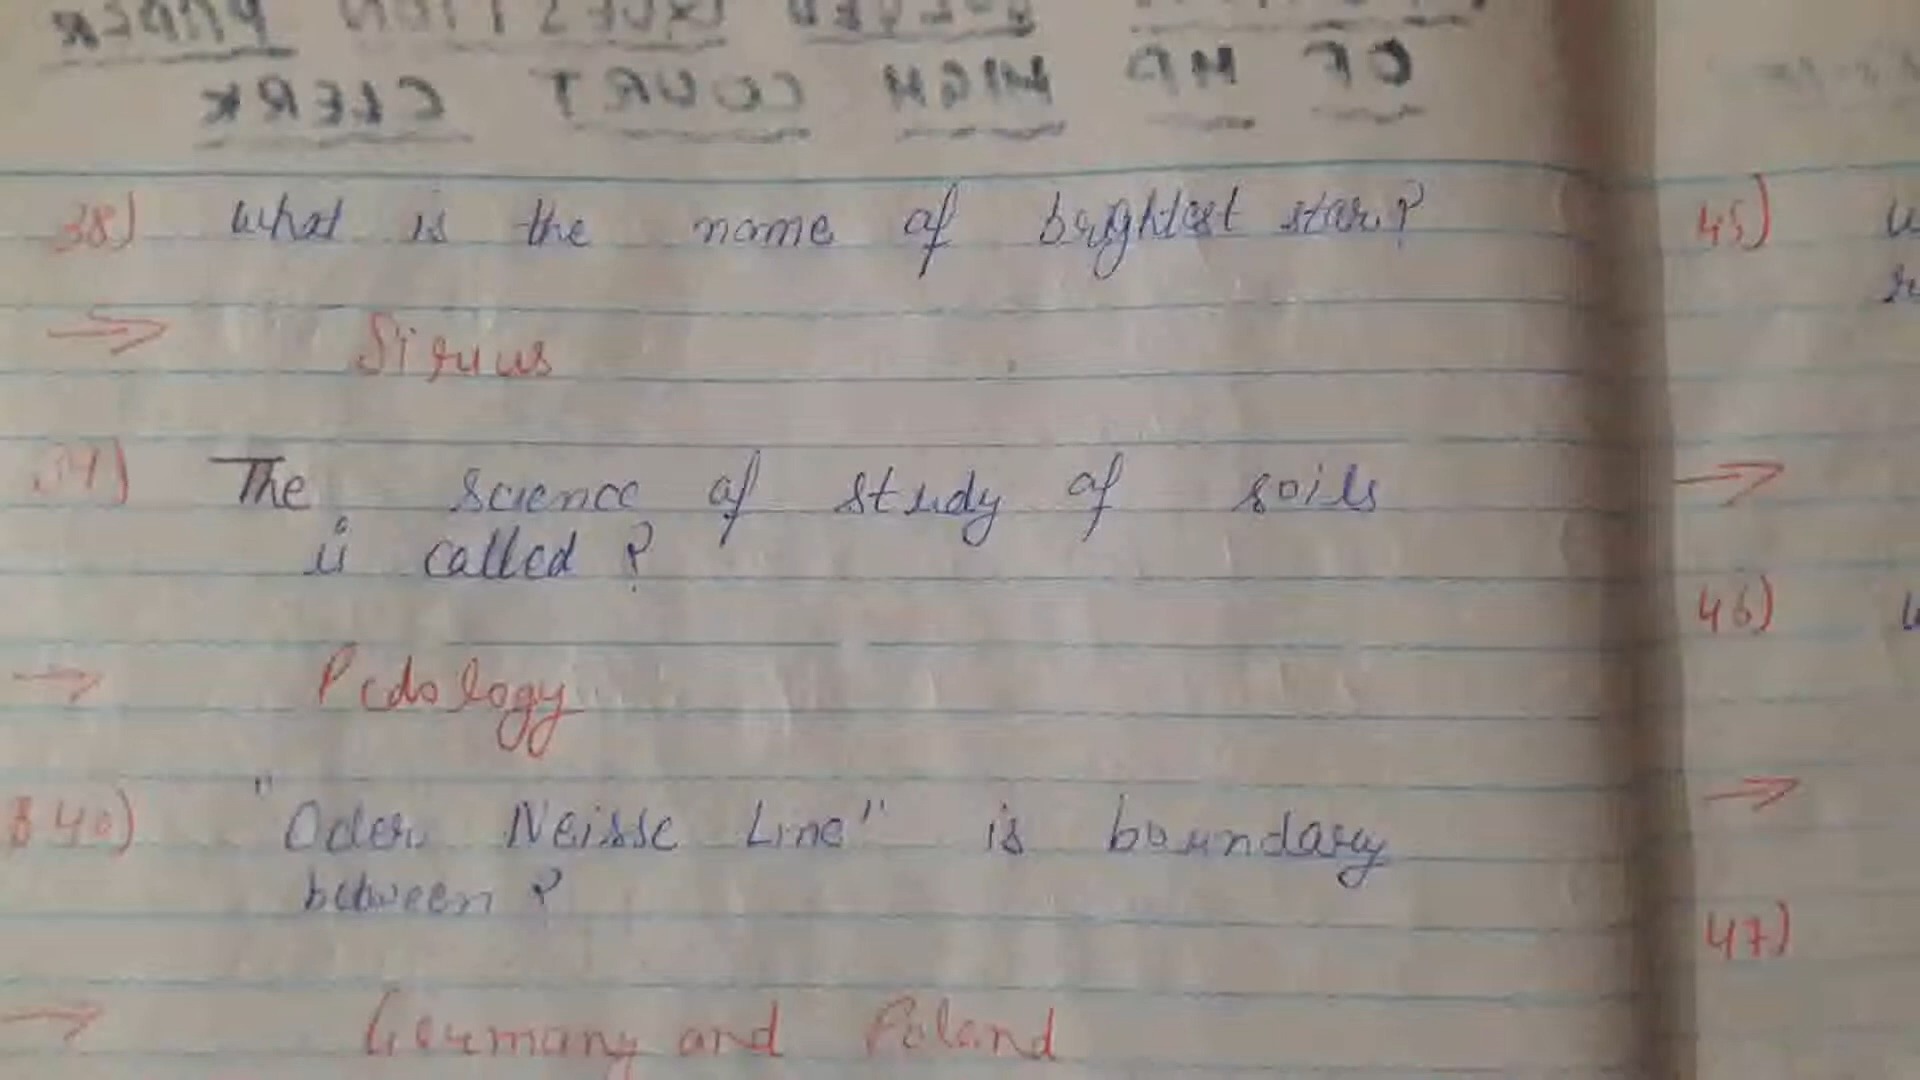 38) What is the name of brightest star?
→ Sirius
39) The science of study of soils
is called?
→ Pedology
40) "Oder Neisse Line" is boundary
between?
→ Germany and Poland
45)
→
46)
→
47)